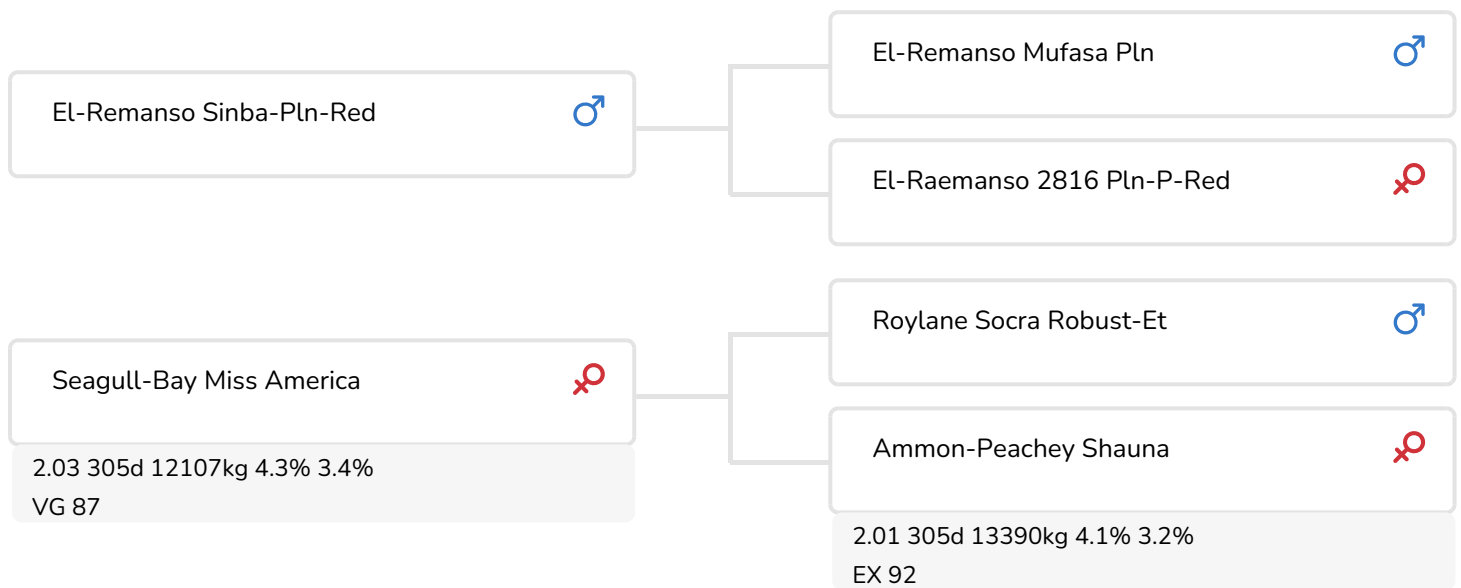 El-Remanso Sinba-Pln-Red
El-Remanso Mufasa Pln
El-Raemanso 2816 Pln-P-Red
Seagull-Bay Miss America
2.03 305d 12107kg 4.3% 3.4%
VG 87
Roylane Socra Robust-Et
Ammon-Peachey Shauna
2.01 305d 13390kg 4.1% 3.2%
EX 92